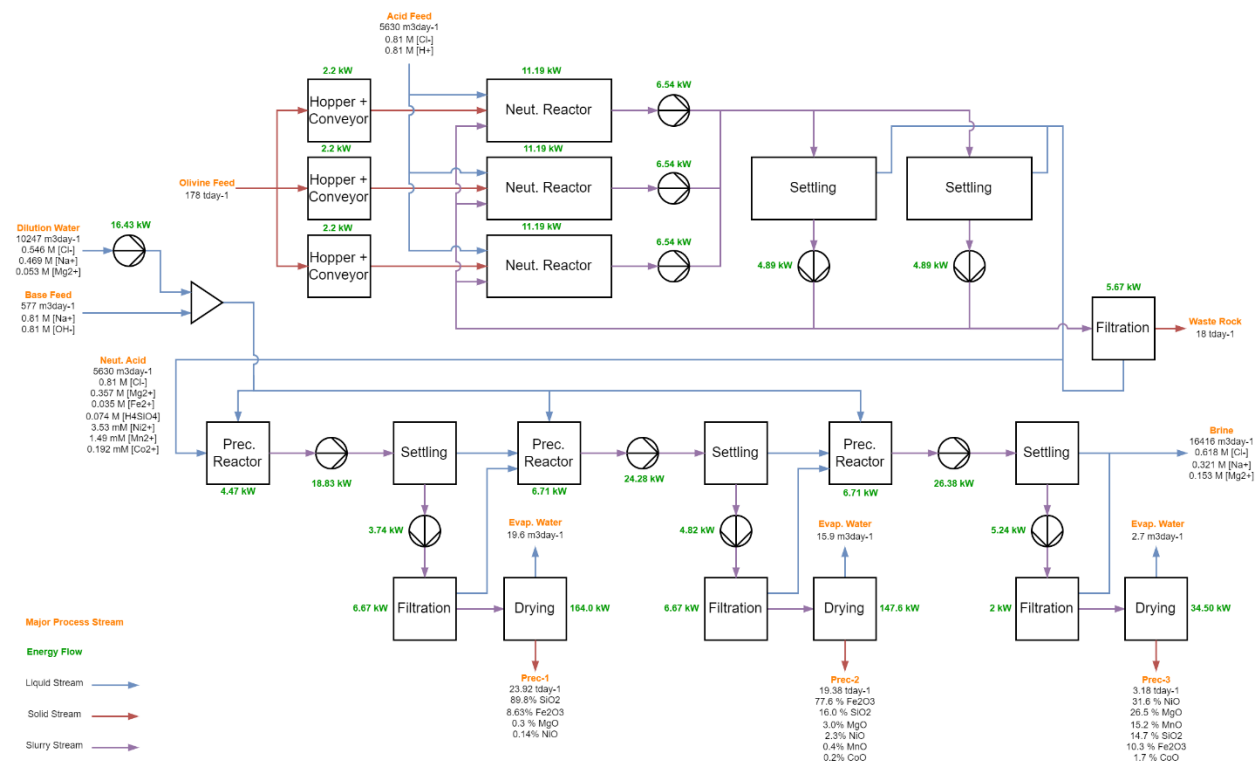 Acid Feed
5630 m3day-1
0.81 M [Cl-]
0.81 M [H+]
2.2 kW
Hopper +
Conveyor
11.19 kW
Neut. Reactor
6.54 kW
2.2 kW
Hopper +
Conveyor
11.19 kW
Neut. Reactor
6.54 kW
Settling
Settling
Olivine Feed
178 tday-1
2.2 kW
Hopper +
Conveyor
11.19 kW
Neut. Reactor
6.54 kW
4.89 kW
4.89 kW
Dilution Water
10247 m3day-1
0.546 M [Cl-]
0.469 M [Na+]
0.053 M [Mg2+]
16.43 kW
Base Feed
577 m3day-1
0.81 M [Na+]
0.81 M [OH-]
5.67 kW
Filtration
Waste Rock
18 tday-1
Neut. Acid
5630 m3day-1
0.81 M [Cl-]
0.357 M [Mg2+]
0.035 M [Fe2+]
0.074 M [H4SiO4]
3.53 mM [Ni2+]
1.49 mM [Mn2+]
0.192 mM [Co2+]
Prec.
Reactor
4.47 kW
18.83 kW
Settling
Prec.
Reactor
6.71 kW
24.28 kW
Settling
Prec.
Reactor
6.71 kW
26.38 kW
Settling
Brine
16416 m3day-1
0.618 M [Cl-]
0.321 M [Na+]
0.153 M [Mg2+]
3.74 kW
Evap. Water
19.6 m3day-1
4.82 kW
Evap. Water
15.9 m3day-1
5.24 kW
Evap. Water
2.7 m3day-1
6.67 kW
Filtration
Drying
164.0 kW
6.67 kW
Filtration
Drying
147.6 kW
2 kW
Filtration
Drying
34.50 kW
Major Process Stream
Energy Flow
Liquid Stream
Solid Stream
Slurry Stream
Prec-1
23.92 tday-1
89.8% SiO2
8.63% Fe2O3
0.3 % MgO
0.14% NiO
Prec-2
19.38 tday-1
77.6 % Fe2O3
16.0 % SiO2
3.0% MgO
2.3% NiO
0.4% MnO
0.2% CoO
Prec-3
3.18 tday-1
31.6 % NiO
26.5 % MgO
15.2 % MnO
14.7 % SiO2
10.3 % Fe2O3
1.7 % CoO